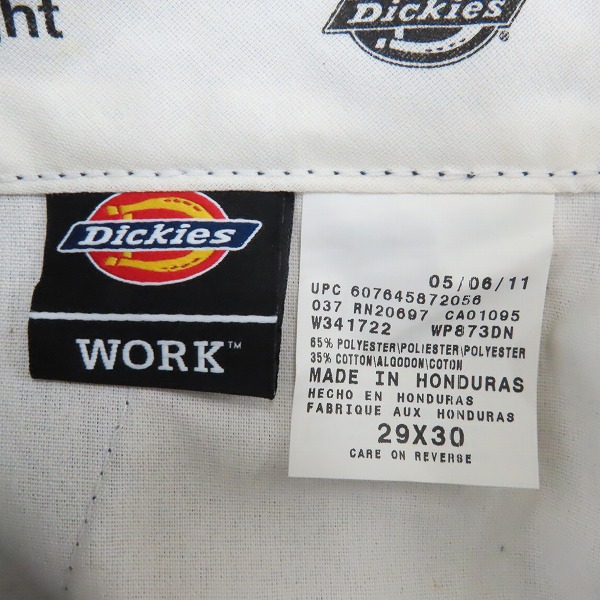 ght
Dickies
Dickies
WORK™
05/06/11
UPC 607645872056
037 RN20697 CA01095
W341722 WP873DN
65% POLYESTER\POLIESTER\POLYESTER
35% COTTON\ALGODON\COTON
MADE IN HONDURAS
HECHO EN HONDURAS
FABRIQUE AUX HONDURAS
29X30
CARE ON REVERSE